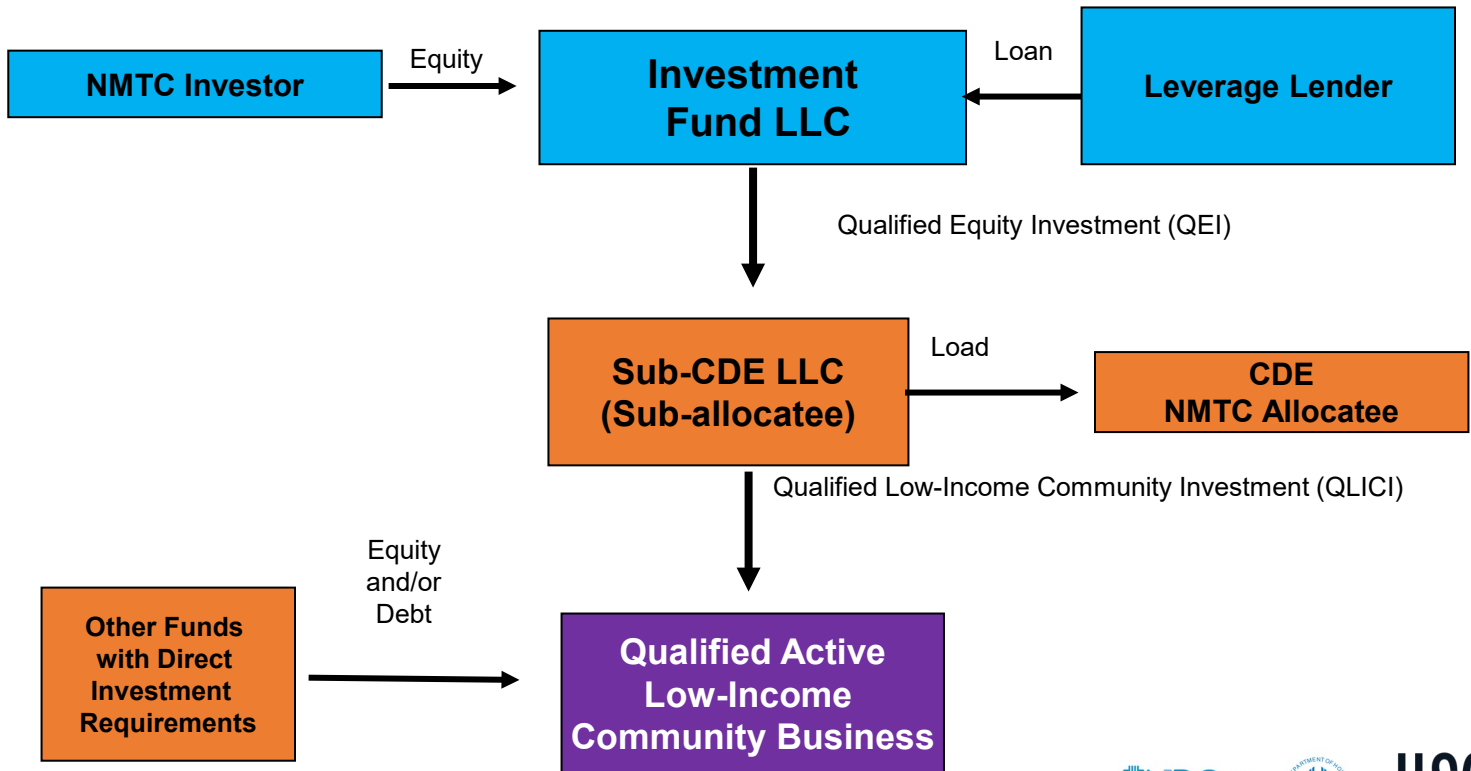 NMTC Investor
Equity
Investment
Fund LLC
Loan
Leverage Lender
Qualified Equity Investment (QEI)
Sub-CDE LLC
(Sub-allocatee)
Load
CDE
NMTC Allocatee
Qualified Low-Income Community Investment (QLICI)
Equity
and/or
Debt
Other Funds
with Direct
Investment
Requirements
Qualified Active
Low-Income
Community Business